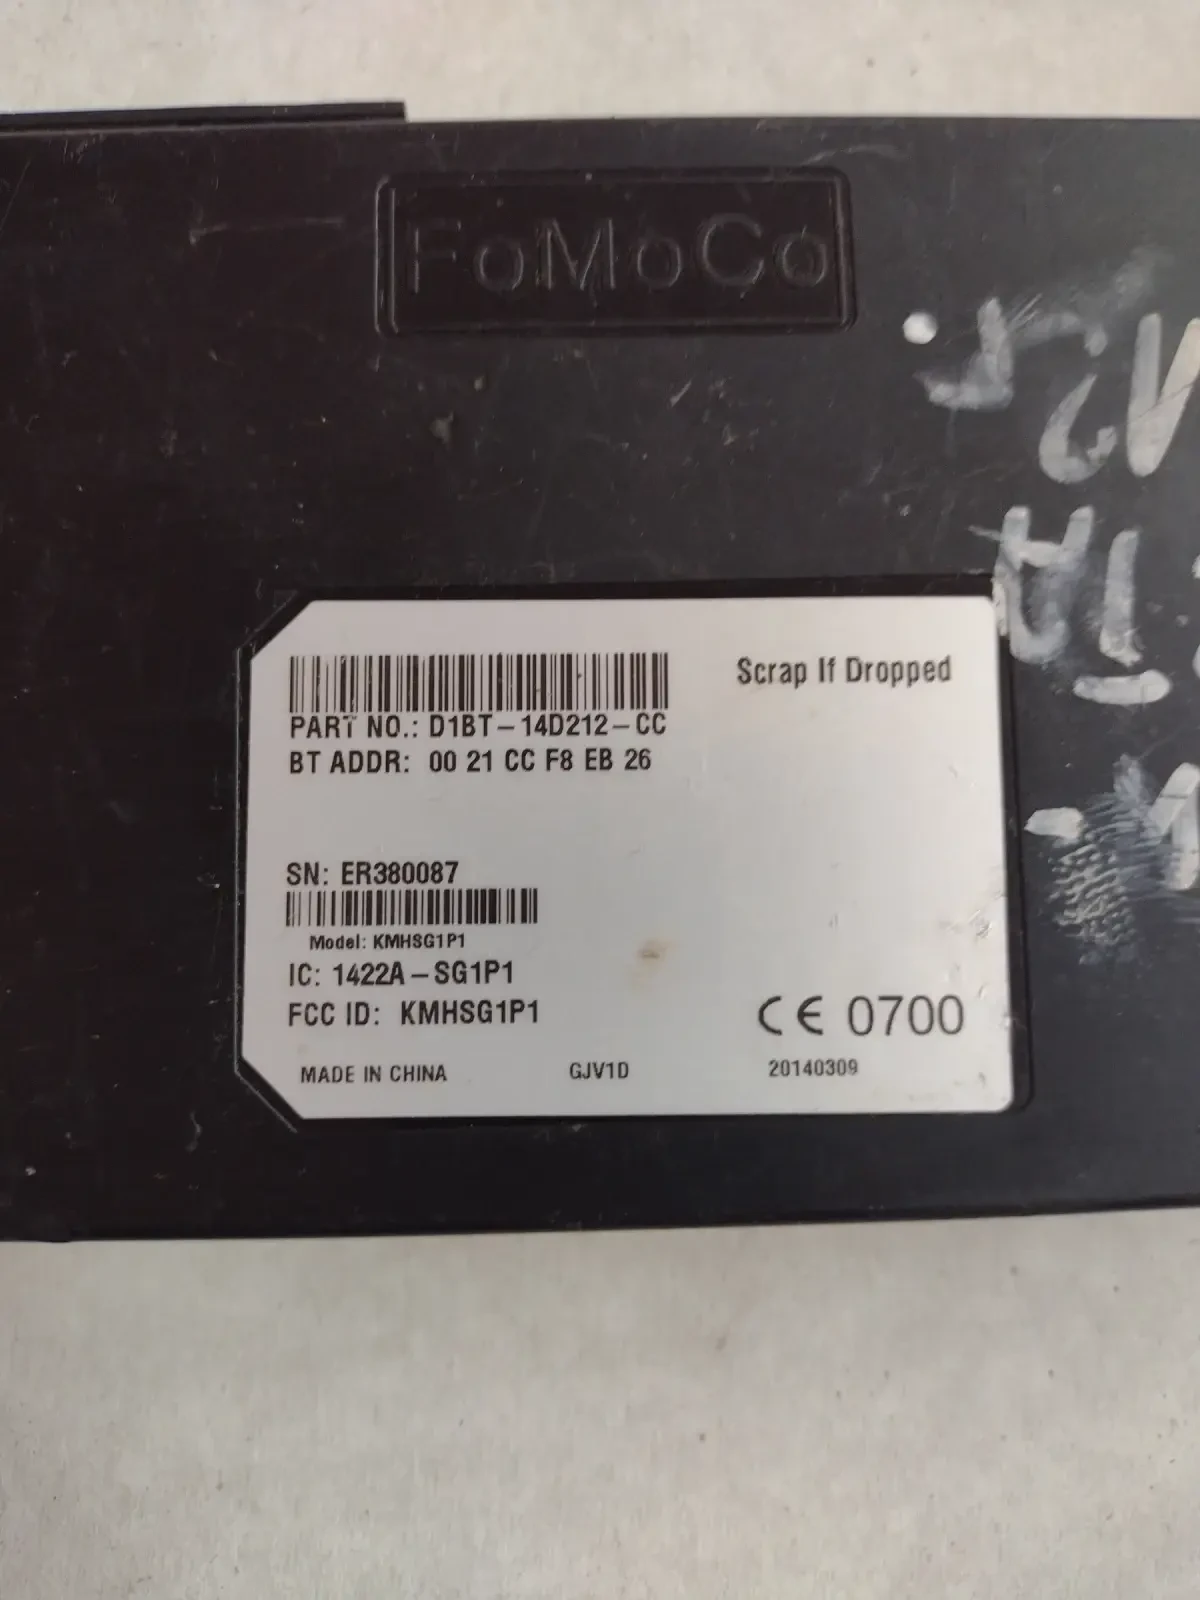 FoMoCo
Scrap If Dropped
PART NO.: D1BT-14D212-CC
BT ADDR: 00 21 CC F8 EB 26
SN: ER380087
Model: KMHSG1P1
IC: 1422A-SG1P1
FCC ID: KMHSG1P1
CE 0700
MADE IN CHINA GJV1D 20140309